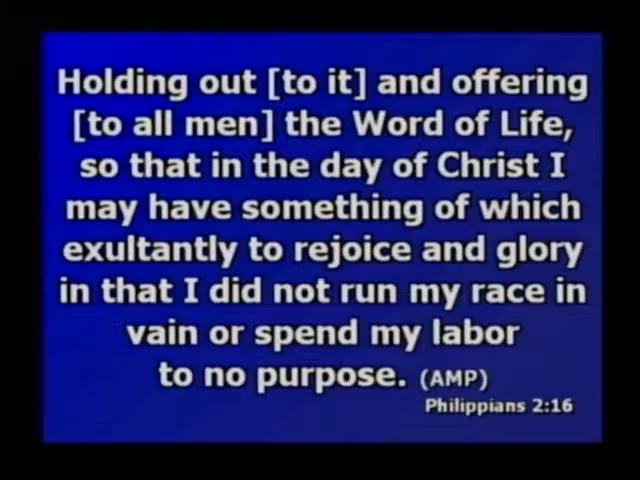 Holding out [to it] and offering
[to all men] the Word of Life,
so that in the day of Christ I
may have something of which
exultantly to rejoice and glory
in that I did not run my race in
vain or spend my labor
to no purpose. (AMP)
Philippians 2:16